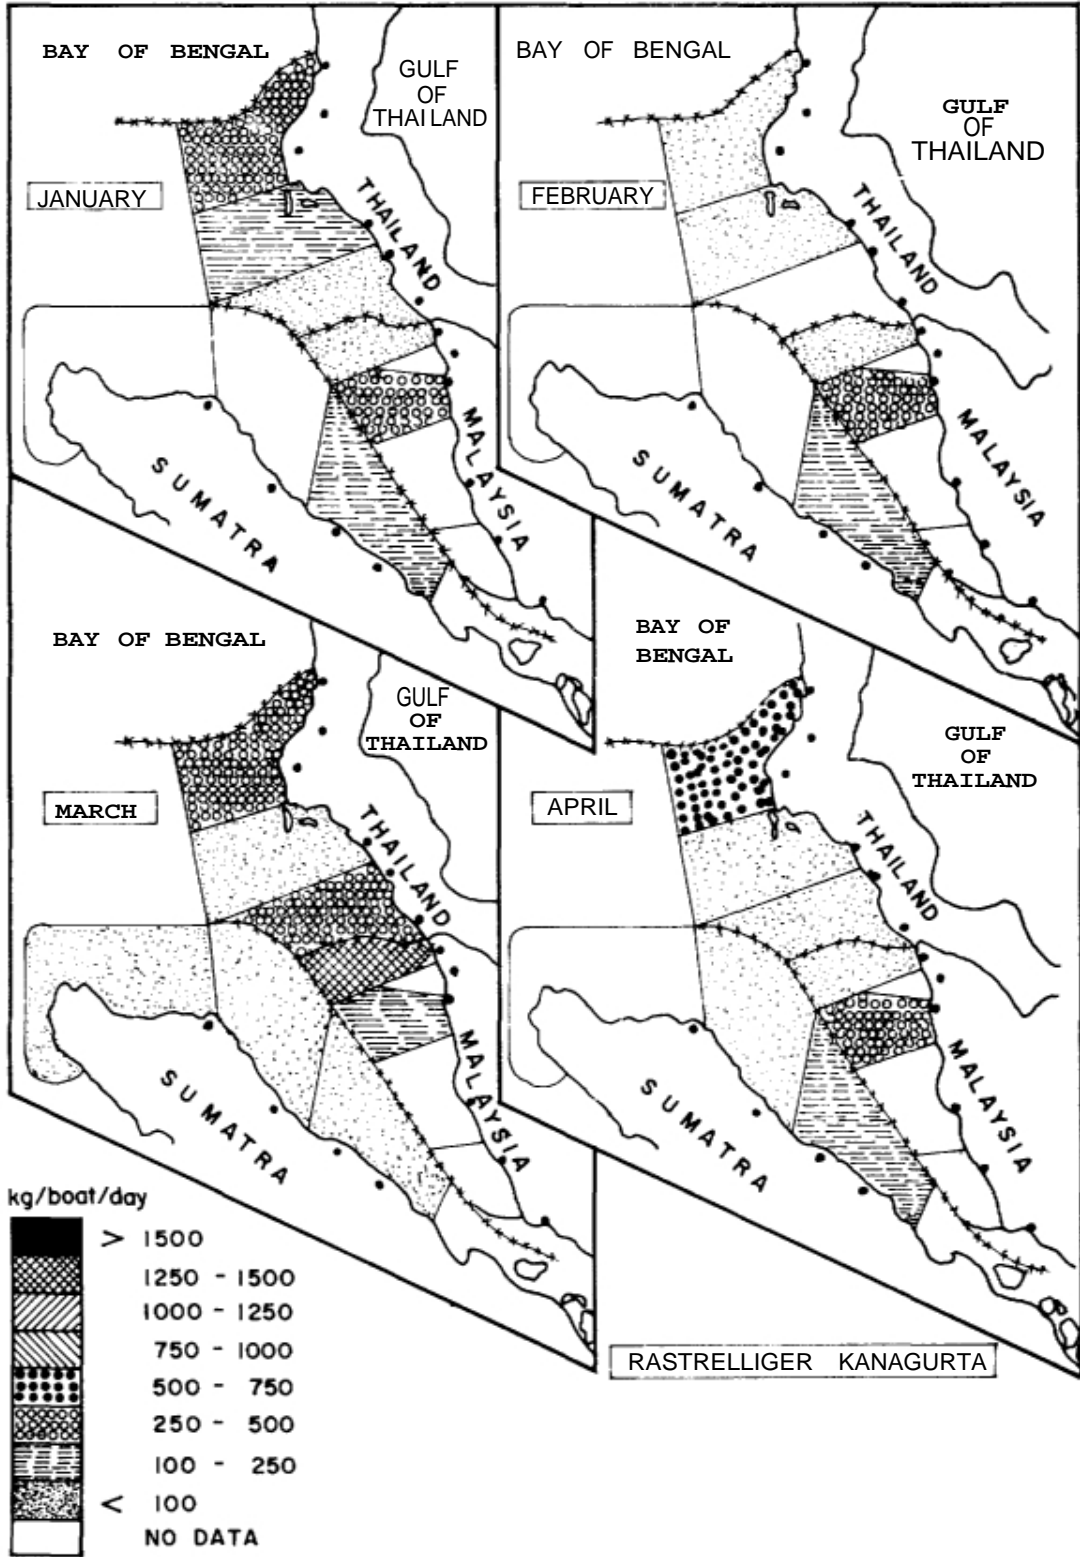 BAY OF BENGAL
GULF
OF
THAILAND
JANUARY
THAILAND
MALAYSIA
SUMATRA
BAY OF BENGAL
GULF
OF
THAILAND
FEBRUARY
THAILAND
MALAYSIA
SUMATRA
BAY OF BENGAL
GULF
OF
THAILAND
MARCH
THAILAND
MALAYSIA
SUMATRA
BAY OF
BENGAL
GULF
OF
THAILAND
APRIL
THAILAND
MALAYSIA
SUMATRA
kg/boat/day
> 1500
1250 - 1500
1000 - 1250
750 - 1000
500 - 750
250 - 500
100 - 250
< 100
NO DATA
RASTRELLIGER KANAGURTA